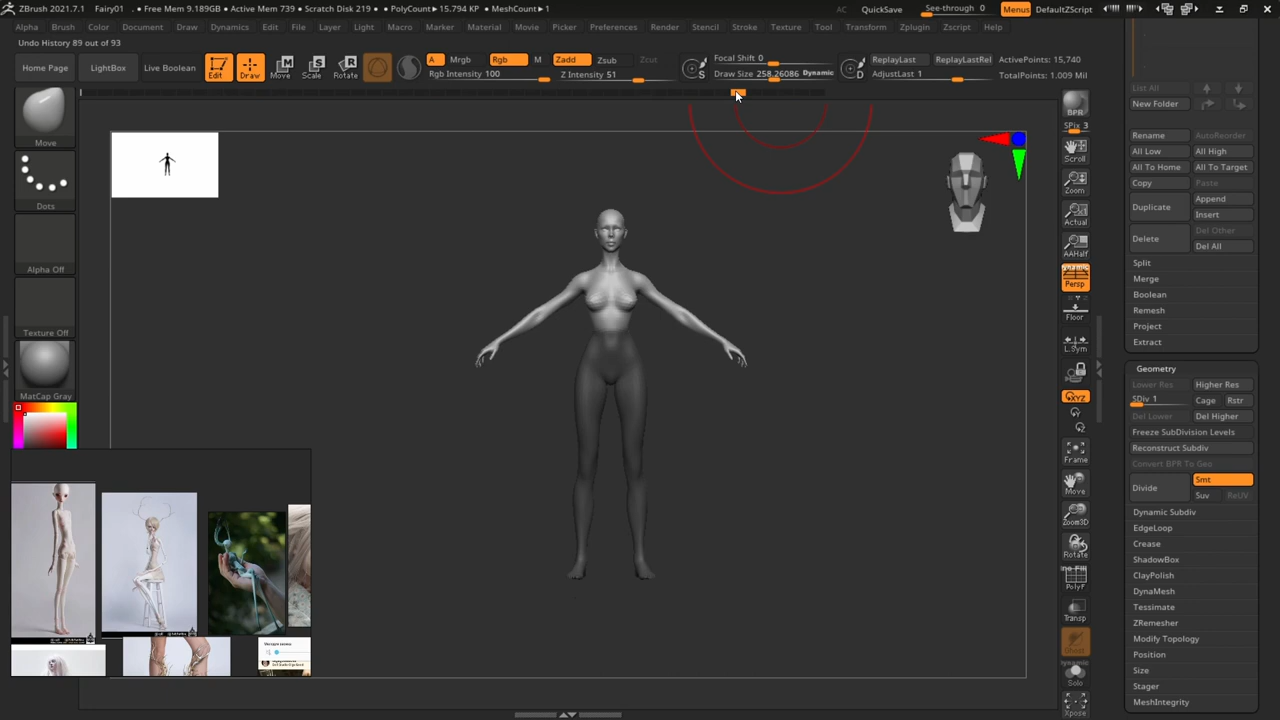 ZBrush 2021.7.1 Fairy01 • Free Mem 9.189GB • Active Mem 739 • Scratch Disk 219 • PolyCount▸15.794 KP • MeshCount▸1 AC QuickSave See-through 0 Menus DefaultZScript
Alpha Brush Color Document Draw Dynamics Edit File Layer Light Macro Marker Material Movie Picker Preferences Render Stencil Stroke Texture Tool Transform Zplugin Zscript Help
Undo History 89 out of 93
Home Page LightBox Live Boolean Edit Draw Move Scale Rotate
A Mrgb Rgb M Zadd Zsub Zcut
Rgb Intensity 100 Z Intensity 51
Focal Shift 0
Draw Size 258.26086 Dynamic
S
D
ReplayLast ReplayLastRel
AdjustLast 1
ActivePoints: 15,740
TotalPoints: 1.009 Mil
Move
Dots
Alpha Off
Texture Off
MatCap Gray
BPR
SPix 3
Scroll
Zoom
Actual
AAHalf
Persp
Floor
L.Sym
XYZ
Frame
Move
Zoom3D
Rotate
PolyF
Transp
Ghost
Dynamic
Solo
Xpose
List All
New Folder
Rename AutoReorder
All Low All High
All To Home All To Target
Copy Paste
Duplicate Append
Insert
Delete Del Other
Del All
Split
Merge
Boolean
Remesh
Project
Extract
Geometry
Lower Res Higher Res
SDiv 1 Cage Rstr
Del Lower Del Higher
Freeze SubDivision Levels
Reconstruct Subdiv
Convert BPR To Geo
Divide Smt
Suv ReUV
Dynamic Subdiv
EdgeLoop
Crease
ShadowBox
ClayPolish
DynaMesh
Tessimate
ZRemesher
Modify Topology
Position
Size
Stager
MeshIntegrity